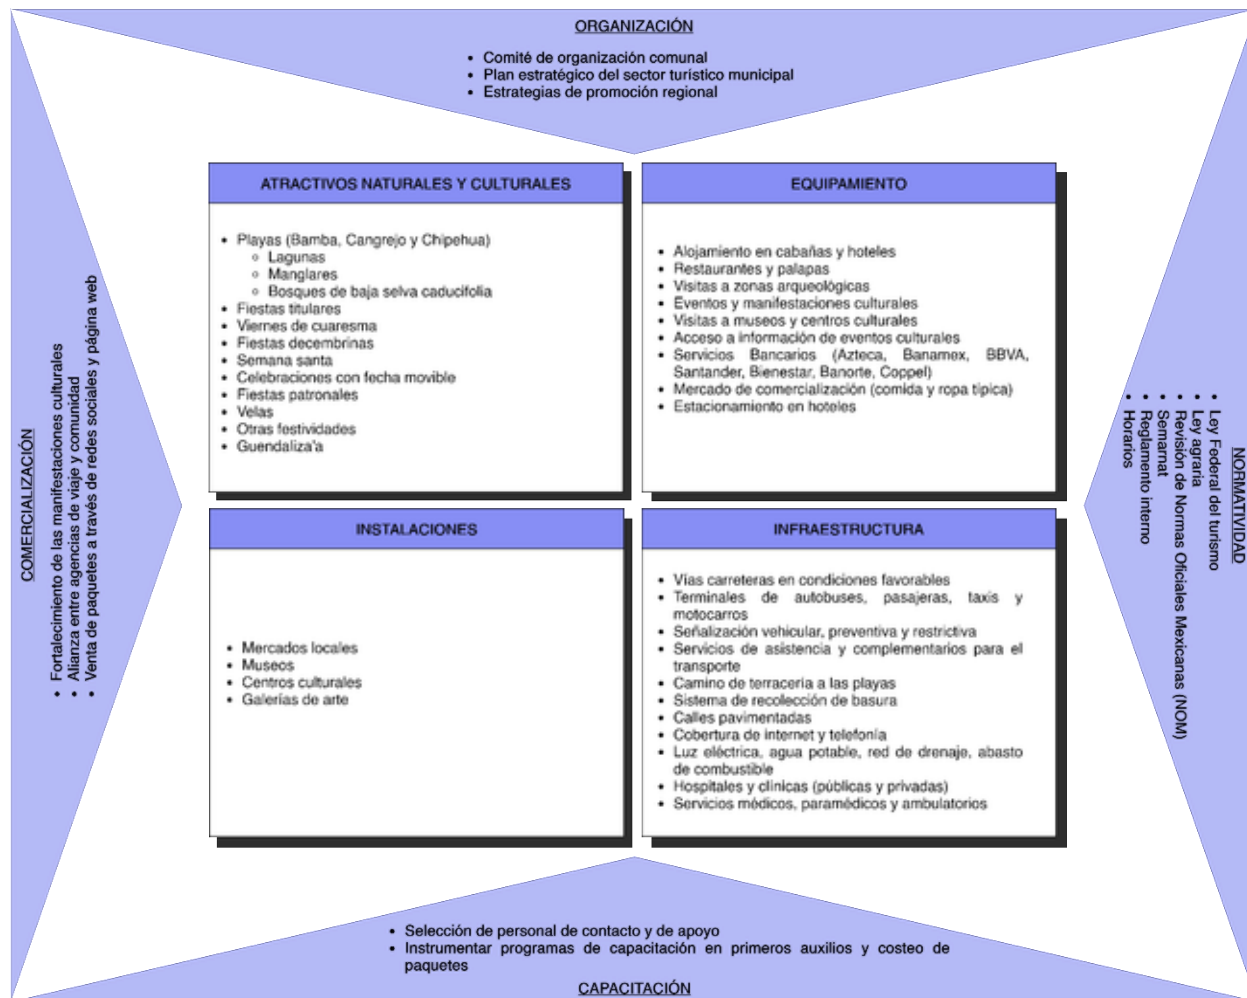 ORGANIZACIÓN
• Comité de organización comunal
• Plan estratégico del sector turístico municipal
• Estrategias de promoción regional
ATRACTIVOS NATURALES Y CULTURALES
• Playas (Bamba, Cangrejo y Chipehua)
◦ Lagunas
◦ Manglares
◦ Bosques de baja selva caducifolia
• Fiestas titulares
• Viernes de cuaresma
• Fiestas decembrinas
• Semana santa
• Celebraciones con fecha movible
• Fiestas patronales
• Velas
• Otras festividades
• Guendaliza'a
EQUIPAMIENTO
• Alojamiento en cabañas y hoteles
• Restaurantes y palapas
• Visitas a zonas arqueológicas
• Eventos y manifestaciones culturales
• Visitas a museos y centros culturales
• Acceso a información de eventos culturales
• Servicios Bancarios (Azteca, Banamex, BBVA,
Santander, Bienestar, Banorte, Coppel)
• Mercado de comercialización (comida y ropa típica)
• Estacionamiento en hoteles
COMERCIALIZACIÓN
• Fortalecimiento de las manifestaciones culturales
• Alianza entre agencias de viaje y comunidad
• Venta de paquetes a través de redes sociales y página web
NORMATIVIDAD
• Ley Federal del turismo
• Ley agraria
• Revisión de Normas Oficiales Mexicanas (NOM)
• Semarnat
• Reglamento interno
• Horarios
INSTALACIONES
• Mercados locales
• Museos
• Centros culturales
• Galerías de arte
INFRAESTRUCTURA
• Vías carreteras en condiciones favorables
• Terminales de autobuses, pasajeras, taxis y
motocarros
• Señalización vehicular, preventiva y restrictiva
• Servicios de asistencia y complementarios para el
transporte
• Camino de terracería a las playas
• Sistema de recolección de basura
• Calles pavimentadas
• Cobertura de internet y telefonía
• Luz eléctrica, agua potable, red de drenaje, abasto
de combustible
• Hospitales y clínicas (públicas y privadas)
• Servicios médicos, paramédicos y ambulatorios
• Selección de personal de contacto y de apoyo
• Instrumentar programas de capacitación en primeros auxilios y costeo de
paquetes
CAPACITACIÓN